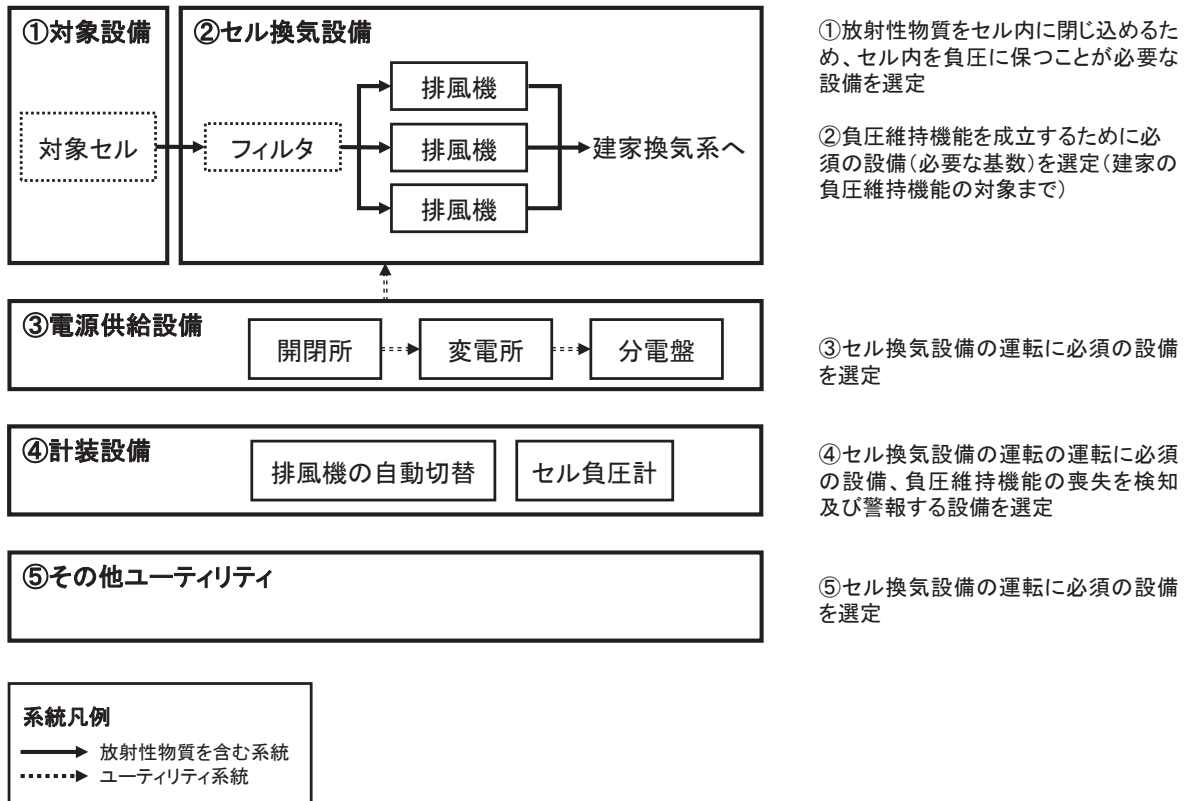 ①対象設備
②セル換気設備
対象セル
フィルタ
排風機
排風機
排風機
建家換気系へ
①放射性物質をセル内に閉じ込めるた
め、セル内を負圧に保つことが必要な
設備を選定
②負圧維持機能を成立するために必
須の設備(必要な基数)を選定(建家の
負圧維持機能の対象まで)
③電源供給設備
開閉所
変電所
分電盤
③セル換気設備の運転に必須の設備
を選定
④計装設備
排風機の自動切替
セル負圧計
④セル換気設備の運転の運転に必須
の設備、負圧維持機能の喪失を検知
及び警報する設備を選定
⑤その他ユーティリティ
⑤セル換気設備の運転に必須の設備
を選定
系統凡例
放射性物質を含む系統
ユーティリティ系統